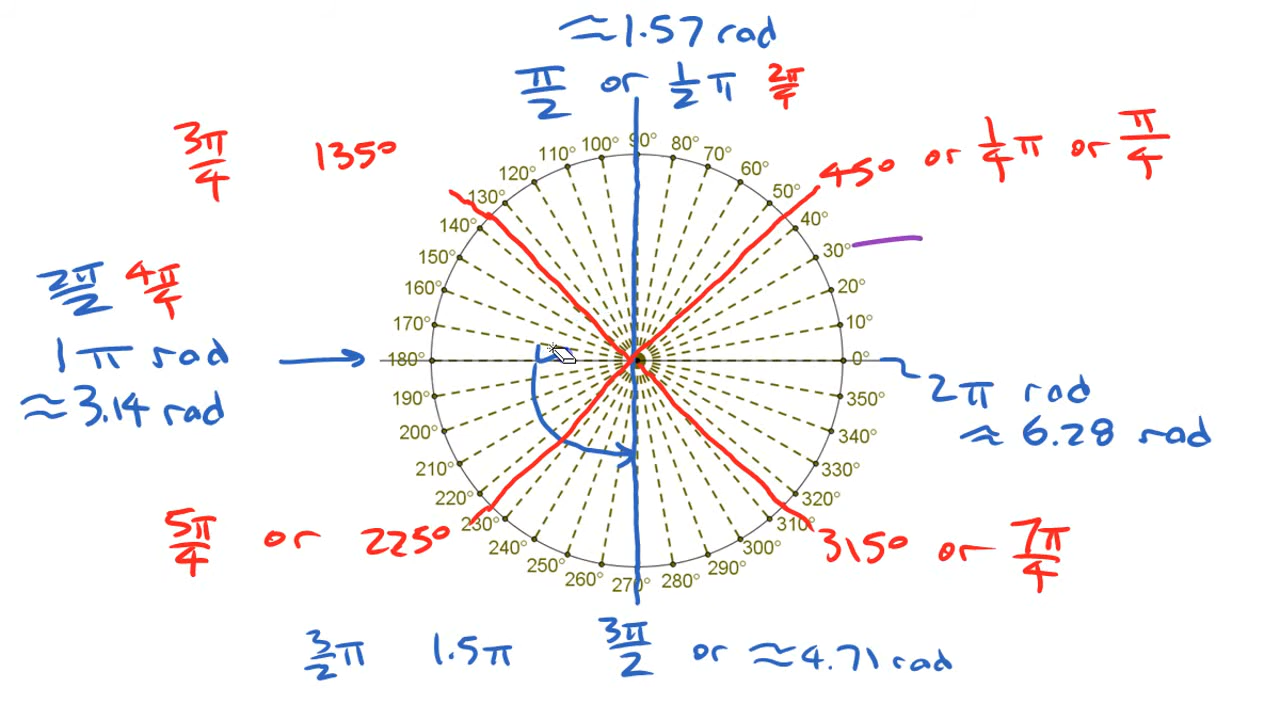 ≈1.57 rad
π/2 or 1/2 π 2π/4
3π/4 135°
45° or 1/4 π or π/4
90°
100° 80°
110° 70°
120° 60°
130° 50°
140° 40°
150° 30°
160° 20°
170° 10°
180° 0°
190° 350°
200° 340°
210° 330°
220° 320°
230° 310°
240° 300°
250° 290°
260° 280°
270°
2π/2 4π/4
1π rad
≈3.14 rad
2π rad
≈ 6.28 rad
5π/4 or 225°
315° or 7π/4
3/2 π 1.5π 3π/2 or ≈4.71 rad